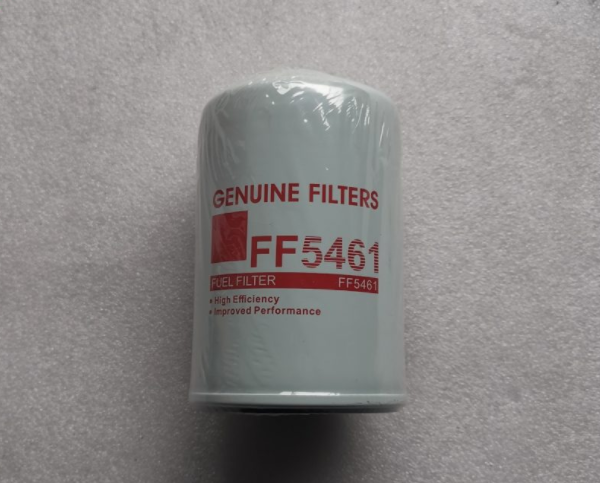 GENUINE FILTERS
FF5461
FUEL FILTER FF5461
• High Efficiency
• Improved Performance